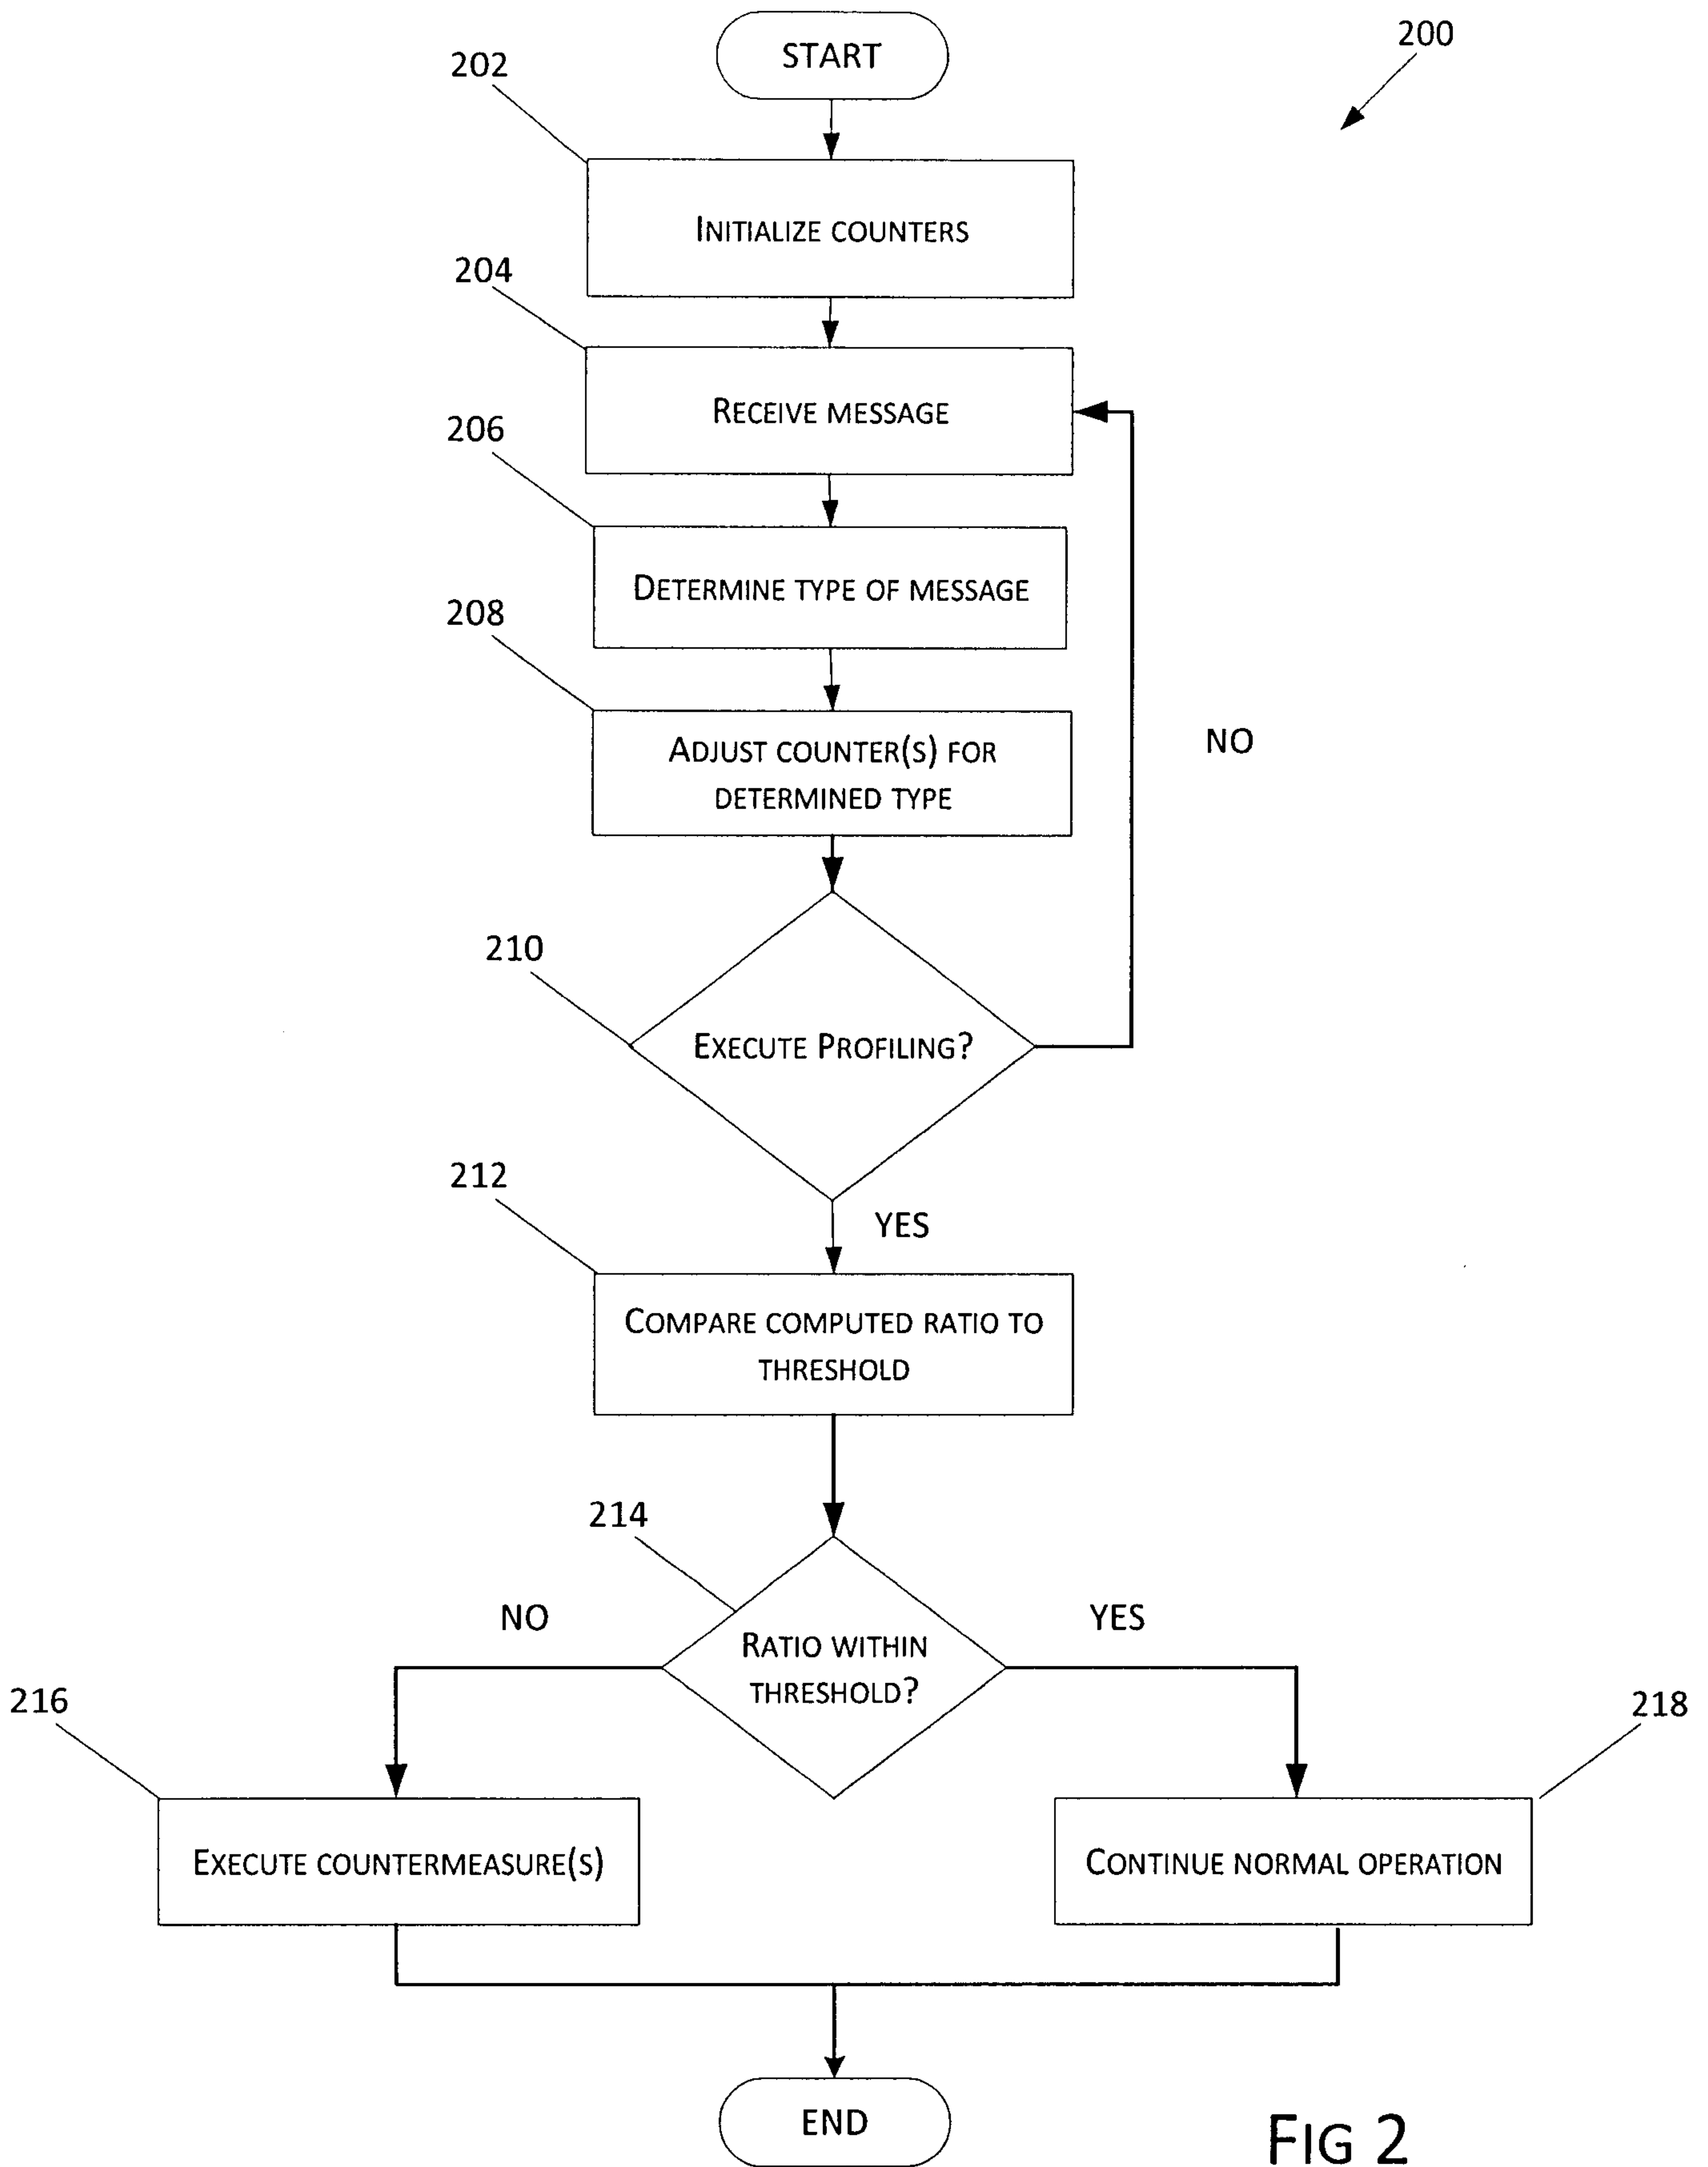 START
200
202
INITIALIZE COUNTERS
204
RECEIVE MESSAGE
206
DETERMINE TYPE OF MESSAGE
208
ADJUST COUNTER(S) FOR
DETERMINED TYPE
NO
210
EXECUTE PROFILING?
YES
212
COMPARE COMPUTED RATIO TO
THRESHOLD
214
NO
YES
RATIO WITHIN
THRESHOLD?
216
218
EXECUTE COUNTERMEASURE(S)
CONTINUE NORMAL OPERATION
END
FIG 2